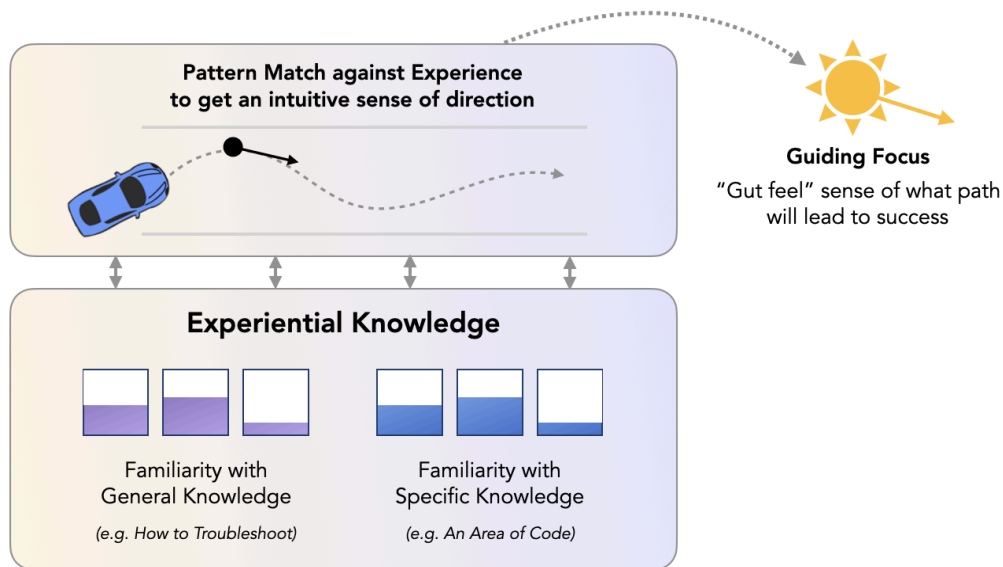 Pattern Match against Experience
to get an intuitive sense of direction
Guiding Focus
“Gut feel” sense of what path
will lead to success
Experiential Knowledge
Familiarity with
General Knowledge
(e.g. How to Troubleshoot)
Familiarity with
Specific Knowledge
(e.g. An Area of Code)